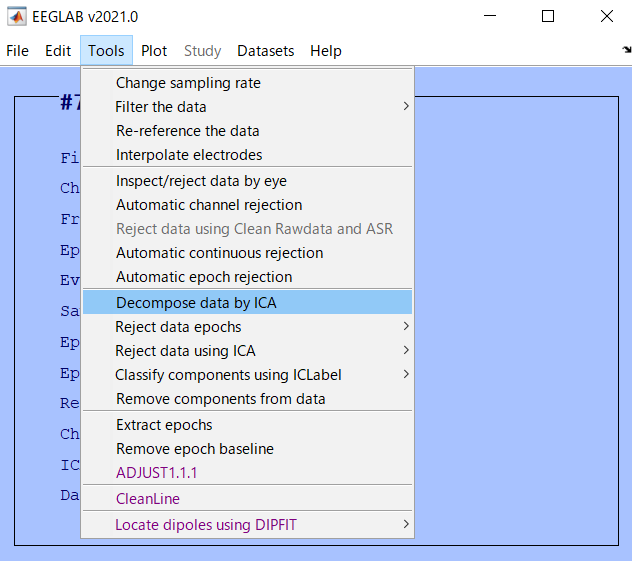 EEGLAB v2021.0
File Edit Tools Plot Study Datasets Help
#7
Change sampling rate
Filter the data
Re-reference the data
Fi
Interpolate electrodes
Inspect/reject data by eye
Ch
Automatic channel rejection
Fr
Reject data using Clean Rawdata and ASR
Ep
Automatic continuous rejection
Ev
Automatic epoch rejection
Decompose data by ICA
Sa
Reject data epochs
Ep
Reject data using ICA
Ep
Classify components using ICLabel
Re
Remove components from data
Ch
Extract epochs
Remove epoch baseline
IC
ADJUST1.1.1
Da
CleanLine
Locate dipoles using DIPFIT